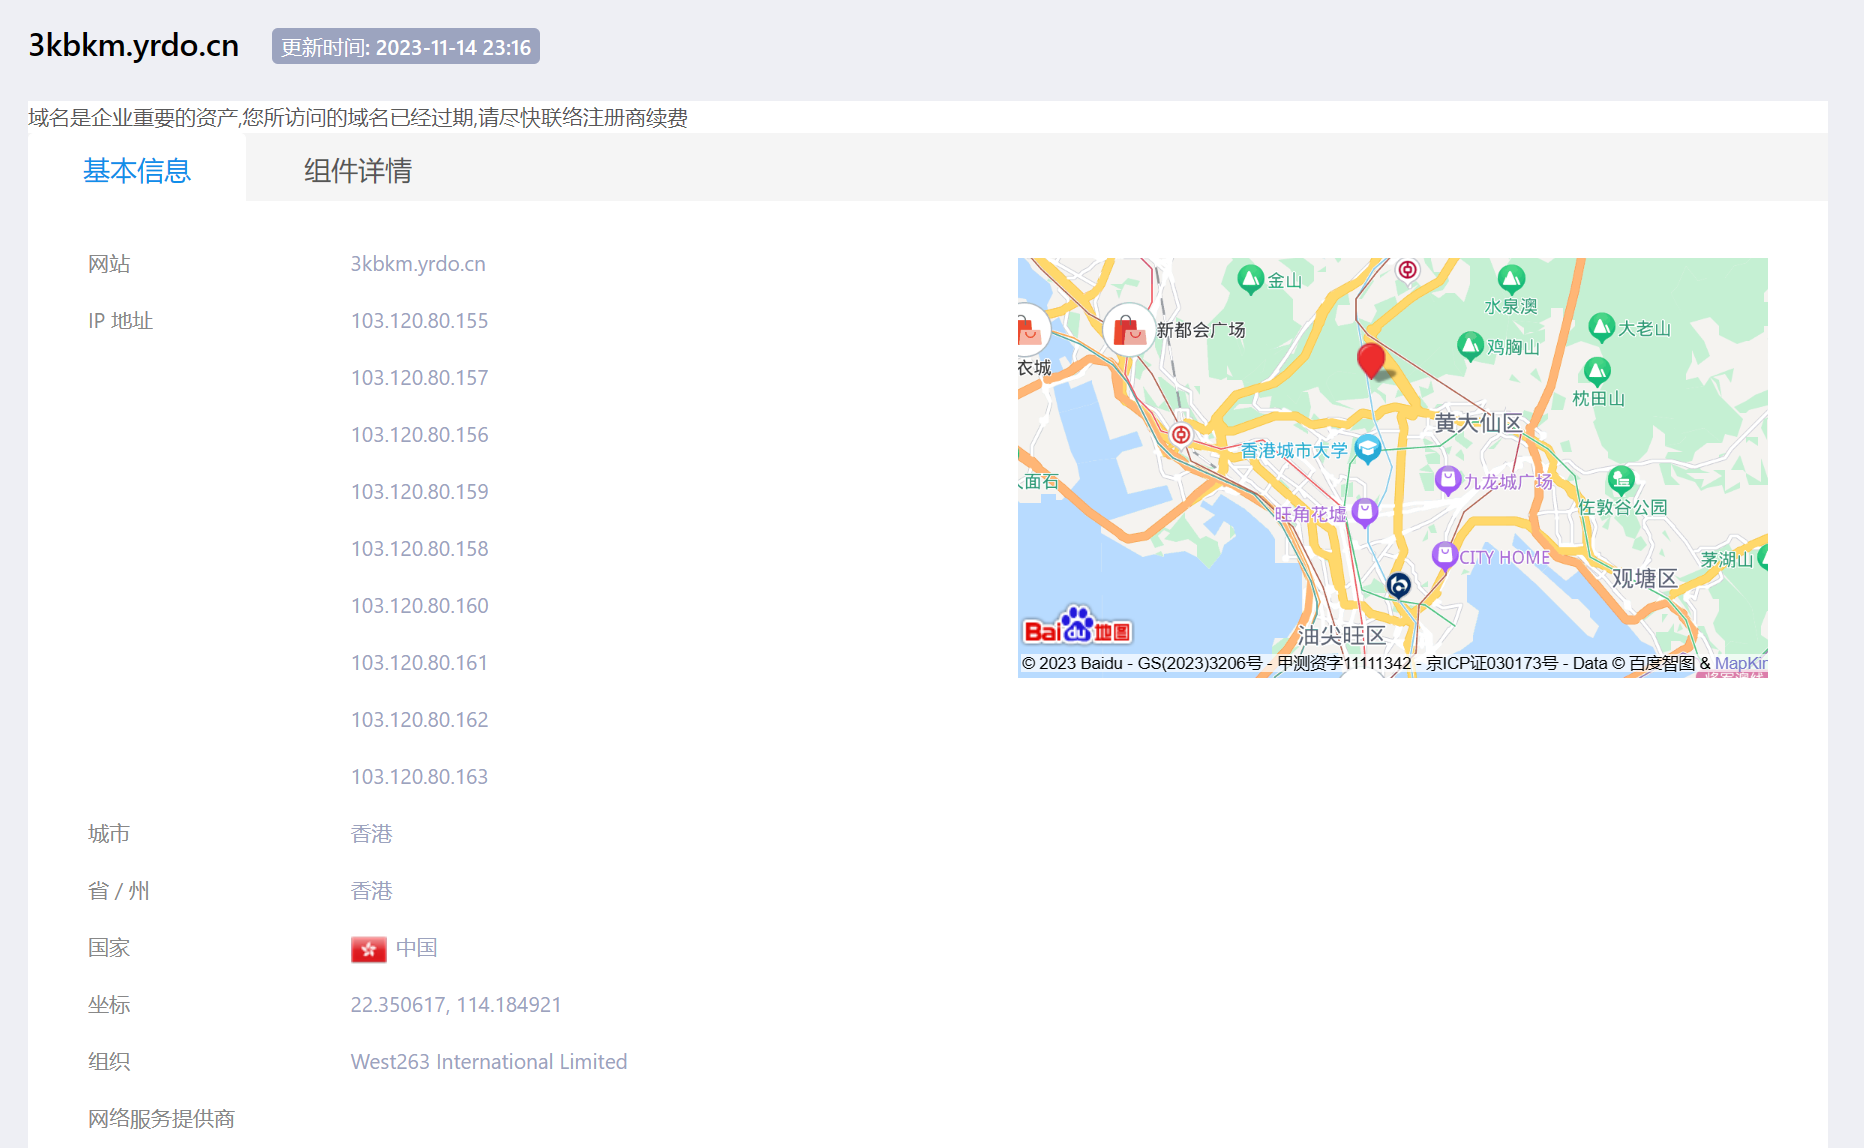 3kbkm.yrdo.cn
更新时间: 2023-11-14 23:16
域名是企业重要的资产,您所访问的域名已经过期,请尽快联络注册商续费
基本信息
组件详情
网站
3kbkm.yrdo.cn
IP 地址
103.120.80.155
103.120.80.157
103.120.80.156
103.120.80.159
103.120.80.158
103.120.80.160
103.120.80.161
103.120.80.162
103.120.80.163
城市
香港
省 / 州
香港
国家
中国
坐标
22.350617, 114.184921
组织
West263 International Limited
网络服务提供商
金山
水泉澳
新都会广场
大老山
鸡胸山
衣城
枕田山
黄大仙区
香港城市大学
面石
九龙城广场
佐敦谷公园
旺角花墟
CITY HOME
茅湖山
观塘区
油尖旺区
Bai du 地图
© 2023 Baidu - GS(2023)3206号 - 甲测资字11111342 - 京ICP证030173号 - Data © 百度智图 & MapKin